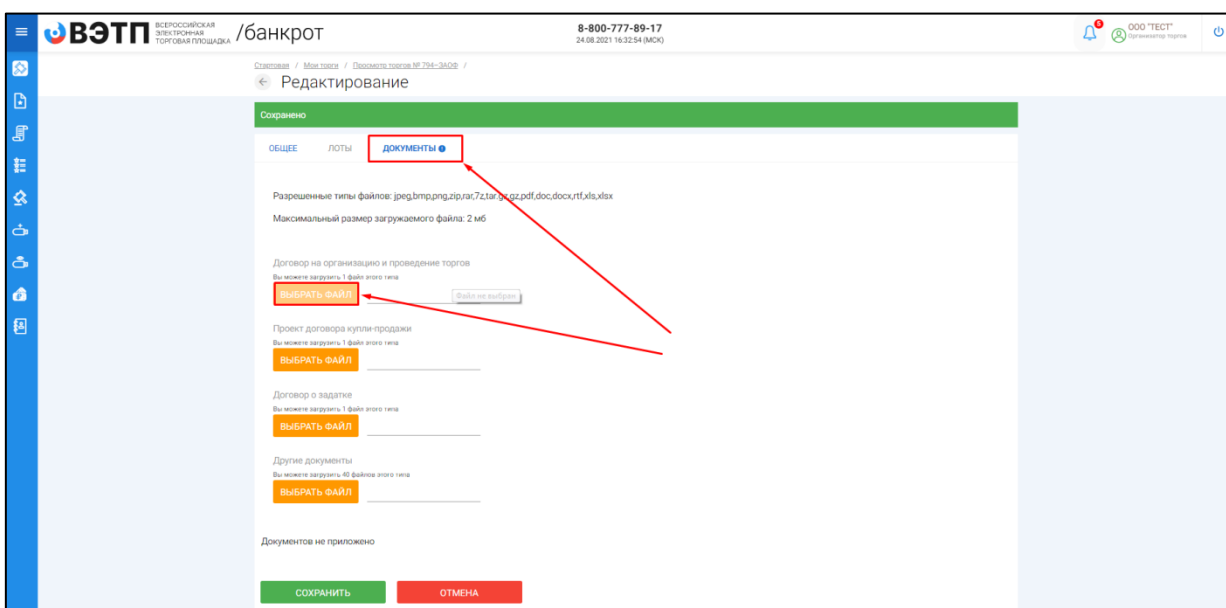 ВЭТП
ВСЕРОССИЙСКАЯ
ЭЛЕКТРОННАЯ
ТОРГОВАЯ ПЛОЩАДКА
/банкрот
8-800-777-89-17
24.08.2021 16:32:54 (МСК)
5
ООО "ТЕСТ"
Организатор торгов
Стартовая / Мои торги / Просмотр торгов № 794-ЗАОФ /
Редактирование
Сохранено
ОБЩЕЕ ЛОТЫ ДОКУМЕНТЫ
Разрешенные типы файлов: jpeg,bmp,png,zip,rar,7z,tar.gz,gz,pdf,doc,docx,rtf,xls,xlsx
Максимальный размер загружаемого файла: 2 мб
Договор на организацию и проведение торгов
Вы можете загрузить 1 файл этого типа
ВЫБРАТЬ ФАЙЛ
Файл не выбран
Проект договора купли-продажи
Вы можете загрузить 1 файл этого типа
ВЫБРАТЬ ФАЙЛ
Договор о задатке
Вы можете загрузить 1 файл этого типа
ВЫБРАТЬ ФАЙЛ
Другие документы
Вы можете загрузить 40 файлов этого типа
ВЫБРАТЬ ФАЙЛ
Документов не приложено
СОХРАНИТЬ ОТМЕНА